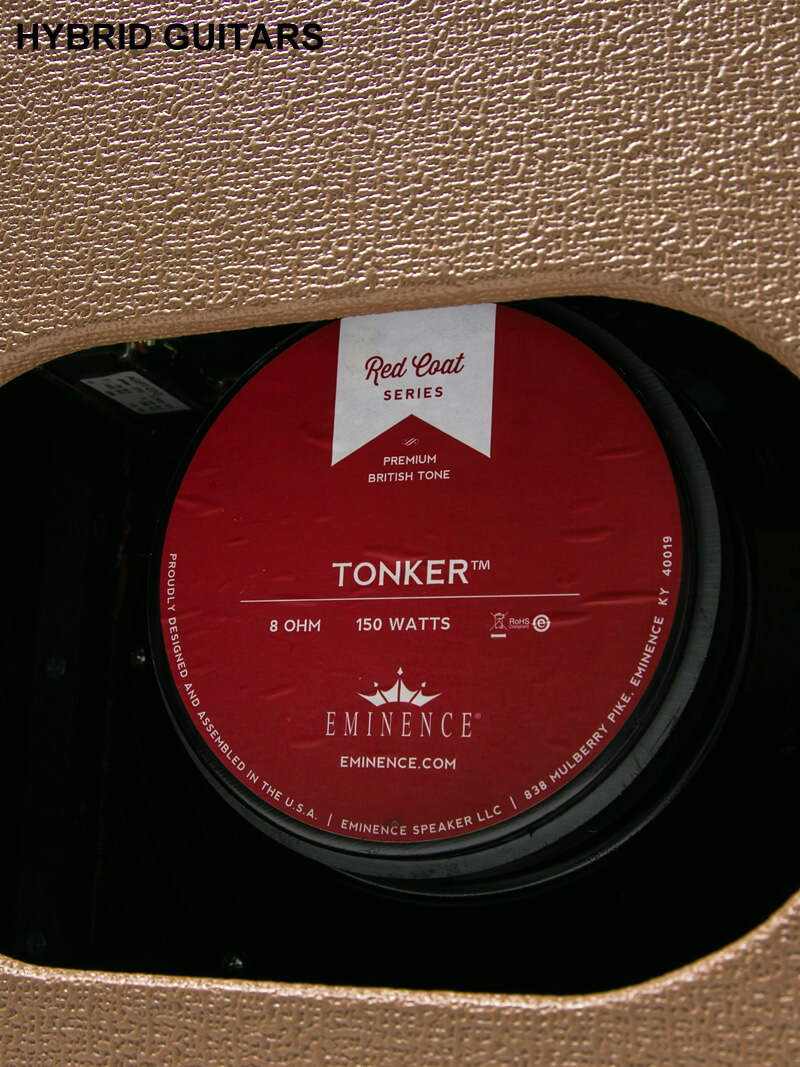 HYBRID GUITARS
Red Coat
SERIES
PREMIUM
BRITISH TONE
TONKER™
8 OHM 150 WATTS
RoHS
EMINENCE®
EMINENCE.COM
PROUDLY DESIGNED AND ASSEMBLED IN THE U.S.A. | EMINENCE SPEAKER LLC | 838 MULBERRY PIKE, EMINENCE KY 40019